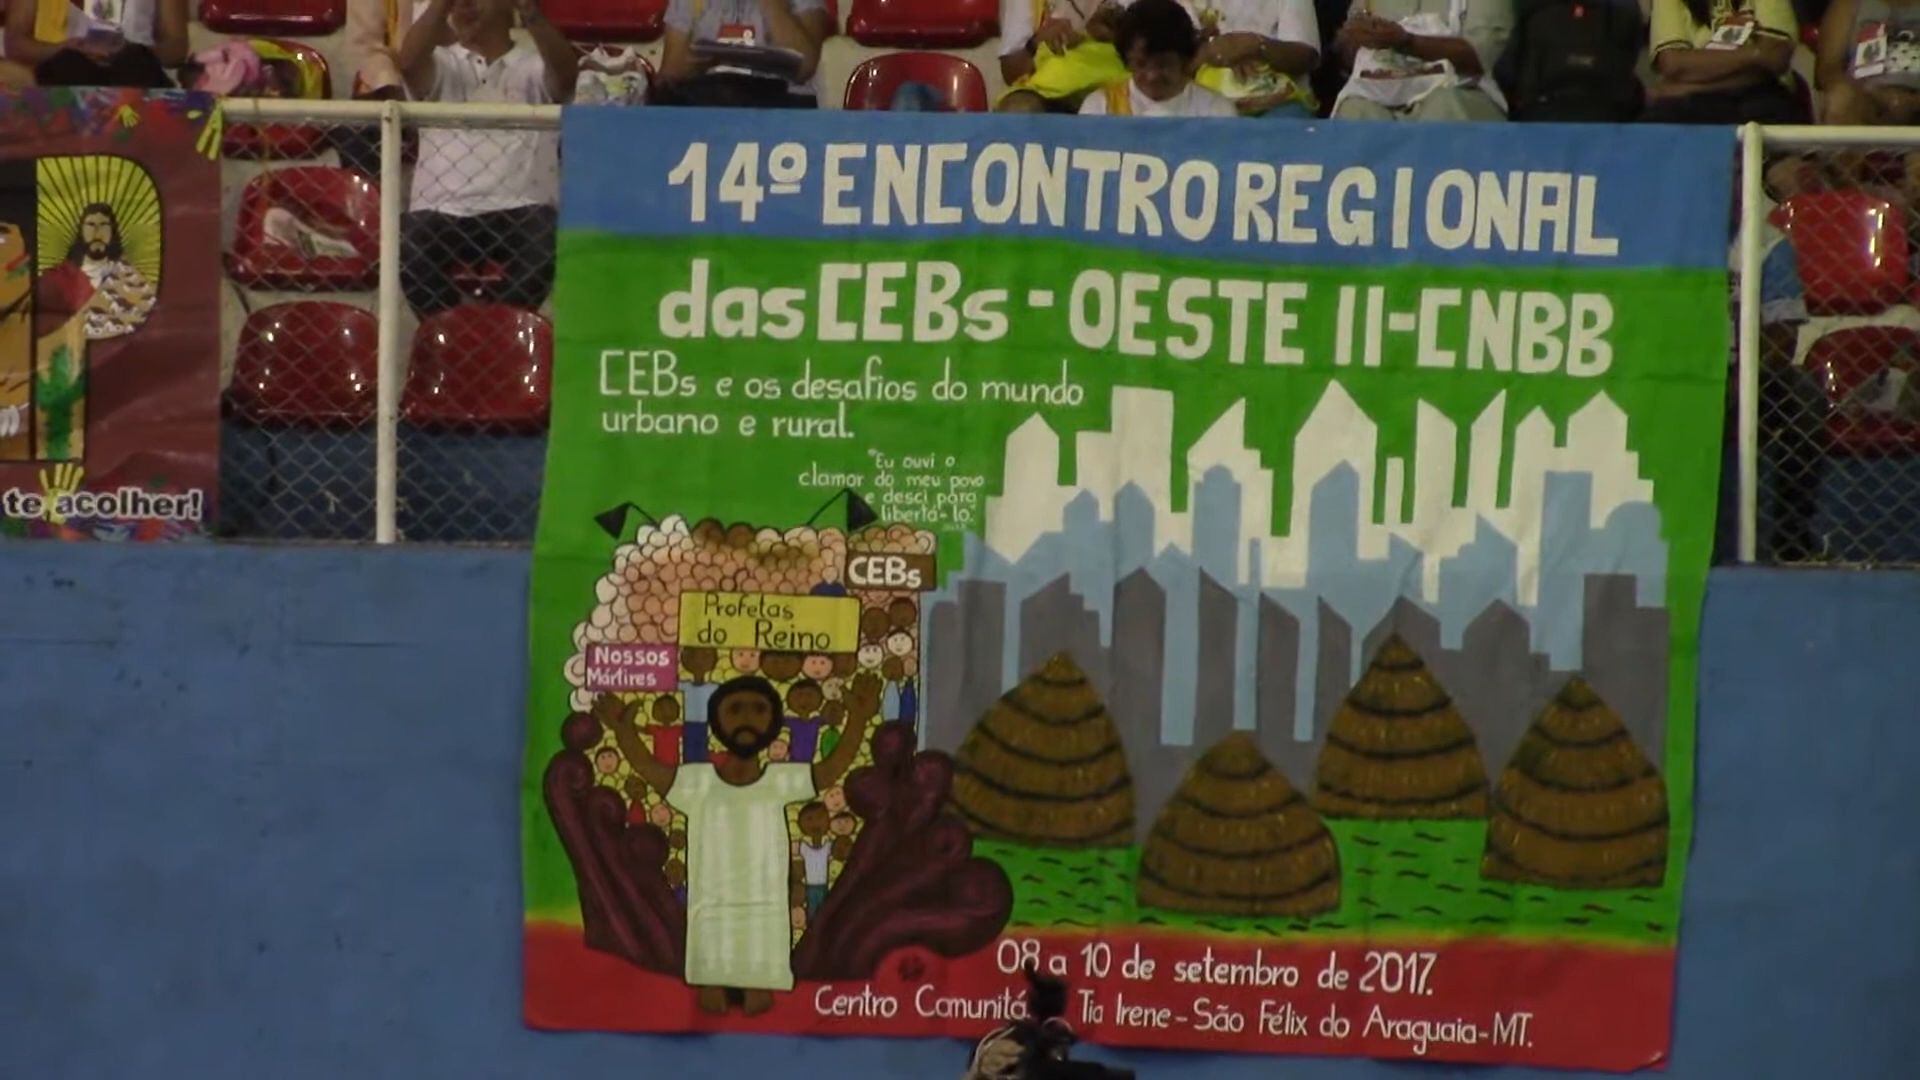 14º ENCONTRO REGIONAL
das CEBs - OESTE II-CNBB
CEBs e os desafios do mundo
urbano e rural.
"Eu ouvi o
clamor do meu povo
e desci para
libertá-lo."
CEBs
Profetas
do Reino
Nossos
Mártires
08 a 10 de setembro de 2017.
Centro Comunitá
Tia Irene - São Félix do Araguaia-MT.
P
te acolher!